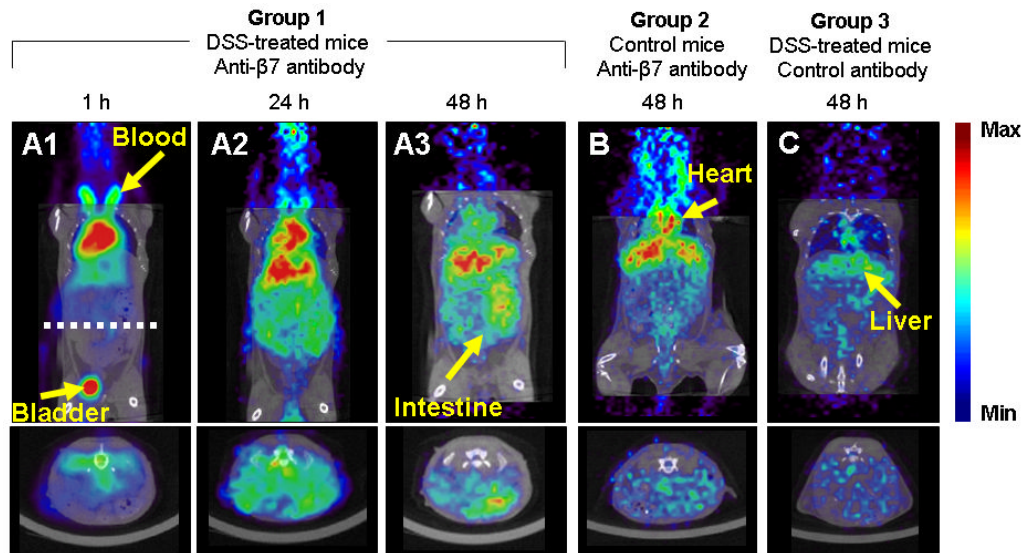 Group 1
DSS-treated mice
Anti-β7 antibody
Group 2
Control mice
Anti-β7 antibody
Group 3
DSS-treated mice
Control antibody
1 h
24 h
48 h
48 h
48 h
A1
Blood
A2
A3
B
Heart
C
Max
Bladder
Intestine
Liver
Min